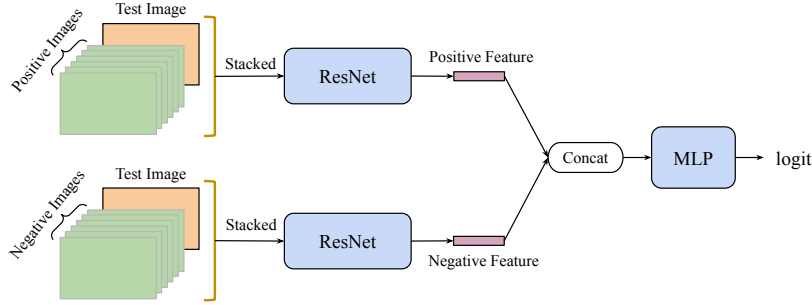 Test Image
Positive Images
Stacked
ResNet
Positive Feature
Concat
MLP
logit
Test Image
Negative Images
Stacked
ResNet
Negative Feature